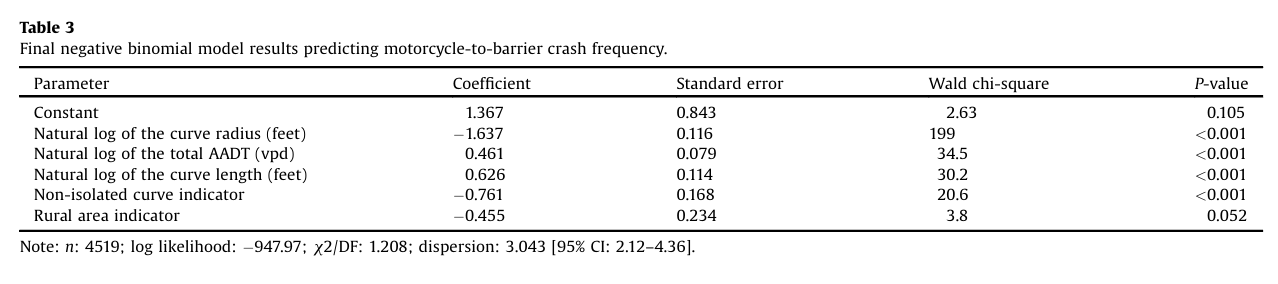 Table 3
Final negative binomial model results predicting motorcycle-to-barrier crash frequency.
Parameter Coefficient Standard error Wald chi-square P-value
Constant 1.367 0.843 2.63 0.105
Natural log of the curve radius (feet) −1.637 0.116 199 <0.001
Natural log of the total AADT (vpd) 0.461 0.079 34.5 <0.001
Natural log of the curve length (feet) 0.626 0.114 30.2 <0.001
Non-isolated curve indicator −0.761 0.168 20.6 <0.001
Rural area indicator −0.455 0.234 3.8 0.052
Note: n: 4519; log likelihood: −947.97; χ2/DF: 1.208; dispersion: 3.043 [95% CI: 2.12–4.36].